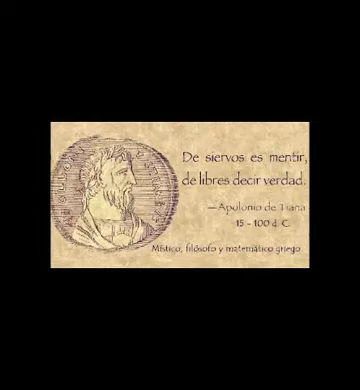 De siervos es mentir,
de libres decir verdad.
—Apolonio de Tiana
15 - 100 d. C.
Místico, filósofo y matemático griego.